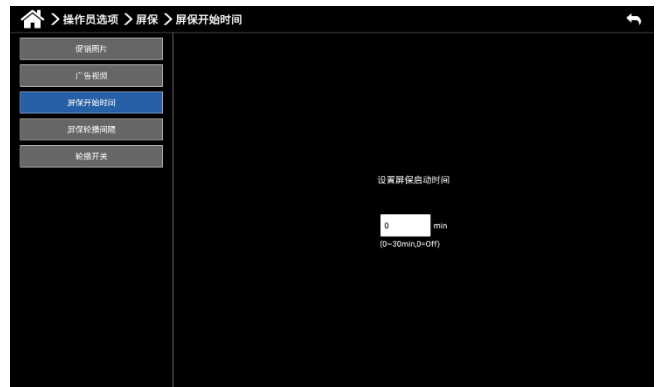 操作员选项 屏保 屏保开始时间
促销图片
广告视频
屏保开始时间
屏保轮播间隔
轮播开关
设置屏保启动时间
0 min
(0~30min,0=Off)